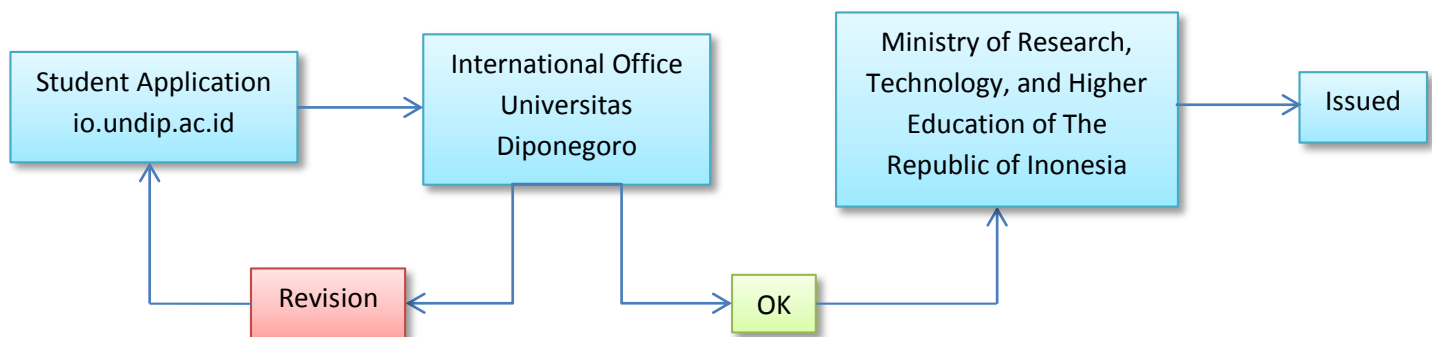 Student Application
io.undip.ac.id
International Office
Universitas
Diponegoro
Ministry of Research,
Technology, and Higher
Education of The
Republic of Inonesia
Issued
Revision
OK